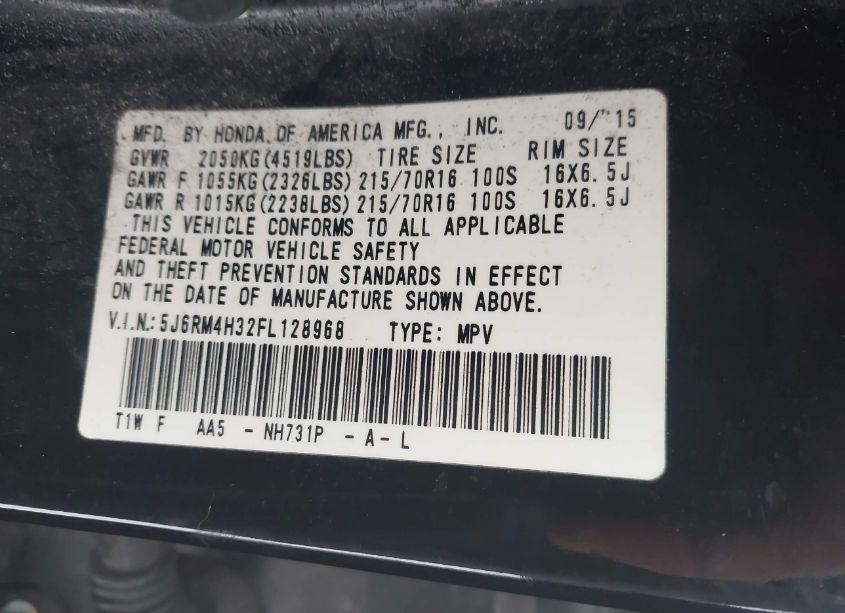 MFD. BY HONDA OF AMERICA MFG., INC. 09/'15
GVWR 2050KG(4519LBS) TIRE SIZE RIM SIZE
GAWR F 1055KG(2326LBS) 215/70R16 100S 16X6.5J
GAWR R 1015KG(2238LBS) 215/70R16 100S 16X6.5J
THIS VEHICLE CONFORMS TO ALL APPLICABLE
FEDERAL MOTOR VEHICLE SAFETY
AND THEFT PREVENTION STANDARDS IN EFFECT
ON THE DATE OF MANUFACTURE SHOWN ABOVE.
V.I.N.: 5J6RM4H32FL128968 TYPE: MPV
T1W F AA5 - NH731P - A - L